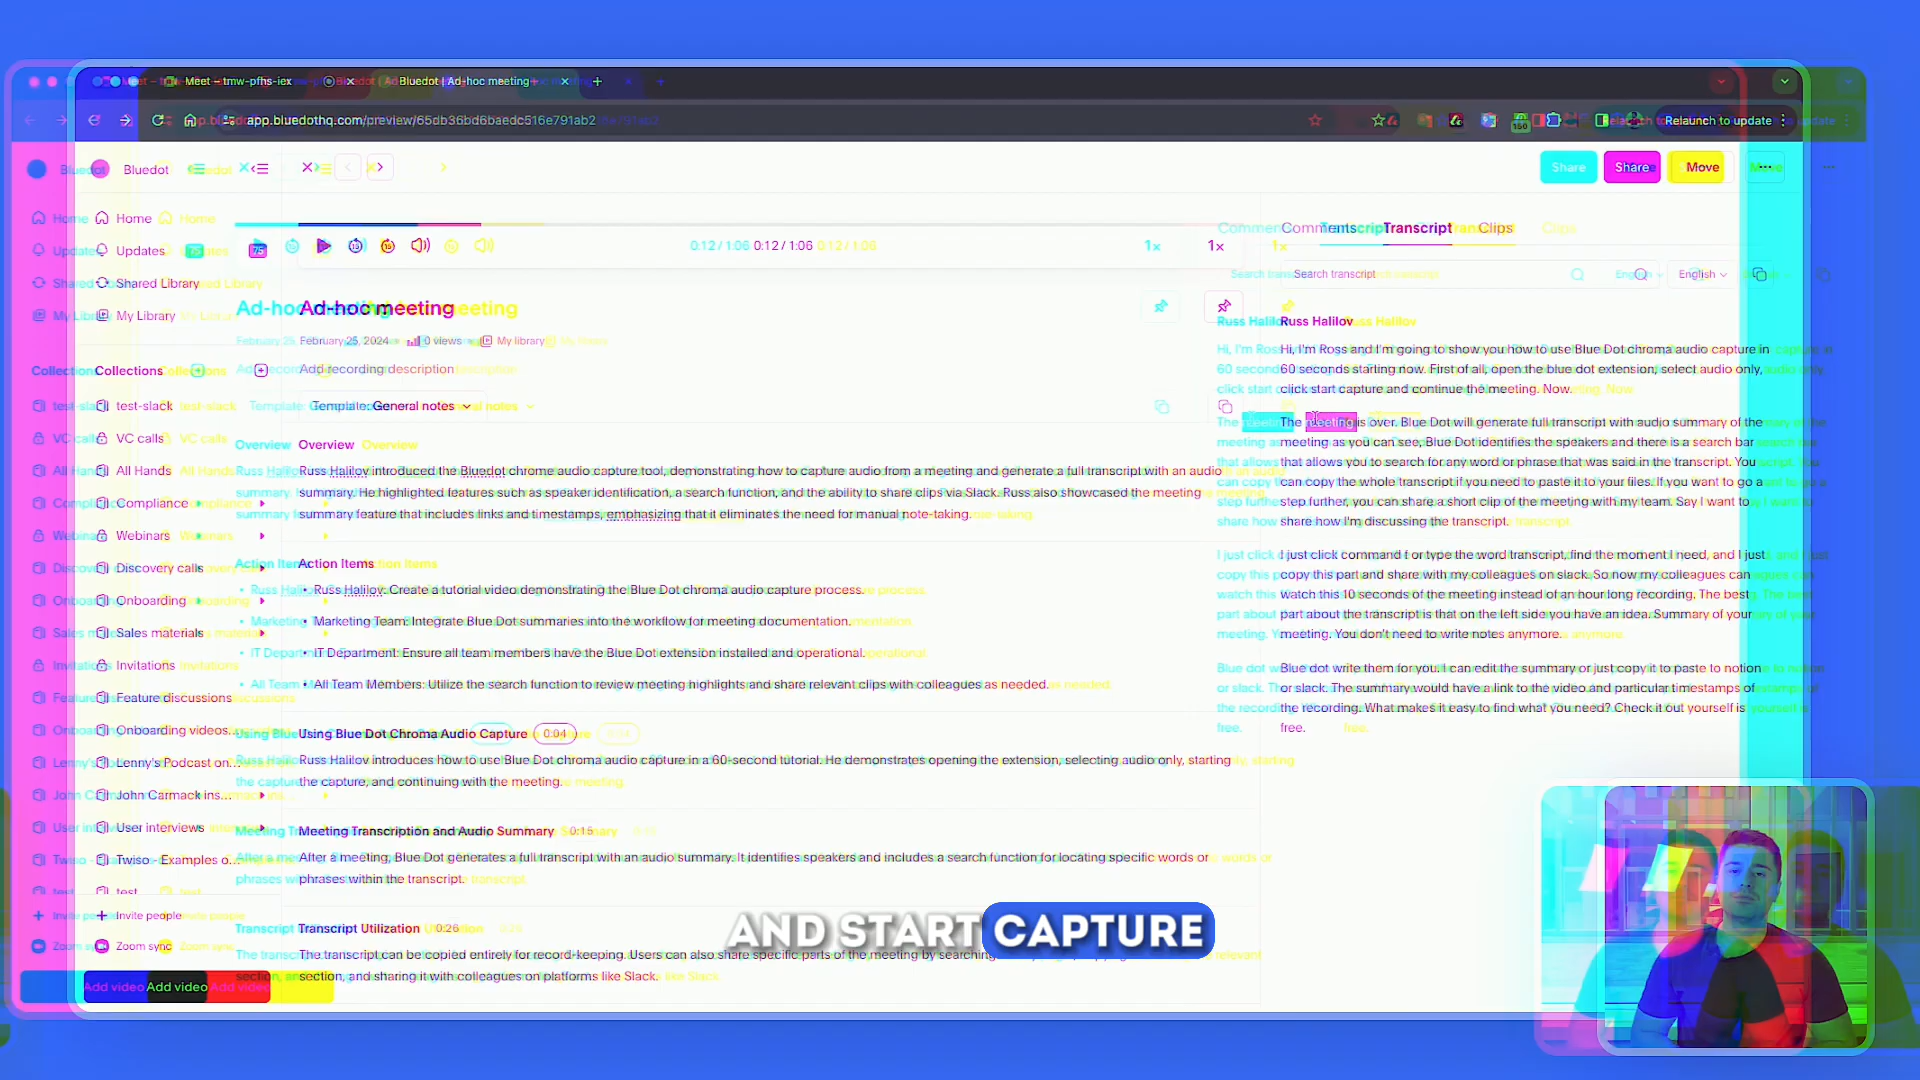 Meet – tmw-pfhs-iex
Bluedot | Ad-hoc meeting
app.bluedothq.com/preview/65db36bd6baedc516e791ab2
150
Relaunch to update
Bluedot
Share
Share
Move
Home
Updates
75
Shared Library
My Library
Collections
test-slack
VC calls
All Hands
Compliance
Webinars
Discovery calls
Onboarding
Sales materials
Invitations
Feature discussions
Onboarding videos...
Lenny's Podcast on...
John Carmack ins...
User interviews
Twiso - Examples o...
test
Invite people
Zoom sync
Add video
0:12 / 1:06
1x
Ad-hoc meeting
February 25, 2024
0 views
My library
Add recording description
Template: General notes
Overview
Russ Halilov introduced the Bluedot chrome audio capture tool, demonstrating how to capture audio from a meeting and generate a full transcript with an audio
summary. He highlighted features such as speaker identification, a search function, and the ability to share clips via Slack. Russ also showcased the meeting
summary feature that includes links and timestamps, emphasizing that it eliminates the need for manual note-taking.
Action Items
• Russ Halilov: Create a tutorial video demonstrating the Blue Dot chroma audio capture process.
• Marketing Team: Integrate Blue Dot summaries into the workflow for meeting documentation.
• IT Department: Ensure all team members have the Blue Dot extension installed and operational.
• All Team Members: Utilize the search function to review meeting highlights and share relevant clips with colleagues as needed.
Using Blue Dot Chroma Audio Capture 0:04
Russ Halilov introduces how to use Blue Dot chroma audio capture in a 60-second tutorial. He demonstrates opening the extension, selecting audio only, starting
the capture, and continuing with the meeting.
Meeting Transcription and Audio Summary 0:15
After a meeting, Blue Dot generates a full transcript with an audio summary. It identifies speakers and includes a search function for locating specific words or
phrases within the transcript.
Transcript Utilization 0:26
The transcript can be copied entirely for record-keeping. Users can also share specific parts of the meeting by searching
section, and sharing it with colleagues on platforms like Slack.
Comments
Transcript
Clips
Search transcript
English
Russ Halilov
Hi, I'm Ross and I'm going to show you how to use Blue Dot chroma audio capture in
60 seconds starting now. First of all, open the blue dot extension, select audio only,
click start capture and continue the meeting. Now.
The meeting is over. Blue Dot will generate full transcript with audio summary of the
meeting as you can see, Blue Dot identifies the speakers and there is a search bar
that allows you to search for any word or phrase that was said in the transcript. You
can copy the whole transcript if you need to paste it to your files. If you want to go a
step further, you can share a short clip of the meeting with my team. Say I want to
share how I'm discussing the transcript.
I just click command f or type the word transcript, find the moment I need, and I just
copy this part and share with my colleagues on slack. So now my colleagues can
watch this 10 seconds of the meeting instead of an hour long Recording. The best
part about the transcript is that on the left side you have an idea. Summary of your
meeting. You don't need to write notes anymore.
Blue dot write them for you. I can edit the summary or just copy it to paste to notion
or slack. The summary would have a link to the video and particular timestamps of
the recording. What makes it easy to find what you need? Check it out yourself is
free.
AND START CAPTURE